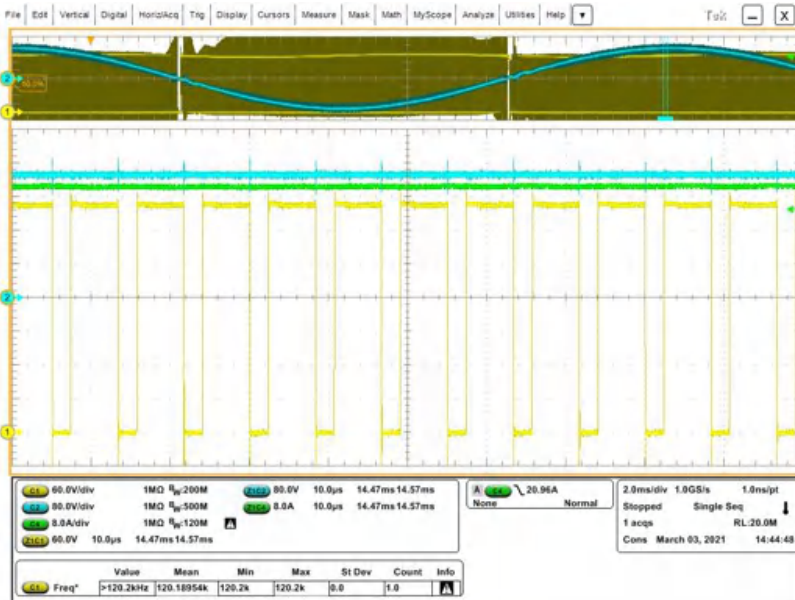 File Edit Vertical Digital Horiz/Acq Trig Display Cursors Measure Mask Math MyScope Analyze Utilities Help Tek X
2
1
2
1
C1 60.0V/div 1MΩ BW:200M Z1C2 80.0V 10.0µs 14.47ms 14.57ms
C2 80.0V/div 1MΩ BW:500M Z1C4 8.0A 10.0µs 14.47ms 14.57ms
C4 8.0A/div 1MΩ BW:120M
Z1C1 60.0V 10.0µs 14.47ms 14.57ms
A C4 20.96A
None Normal
2.0ms/div 1.0GS/s 1.0ns/pt
Stopped Single Seq
1 acqs RL:20.0M
Cons March 03, 2021 14:44:48
Value Mean Min Max St Dev Count Info
C1 Freq* >120.2kHz 120.18954k 120.2k 120.2k 0.0 1.0